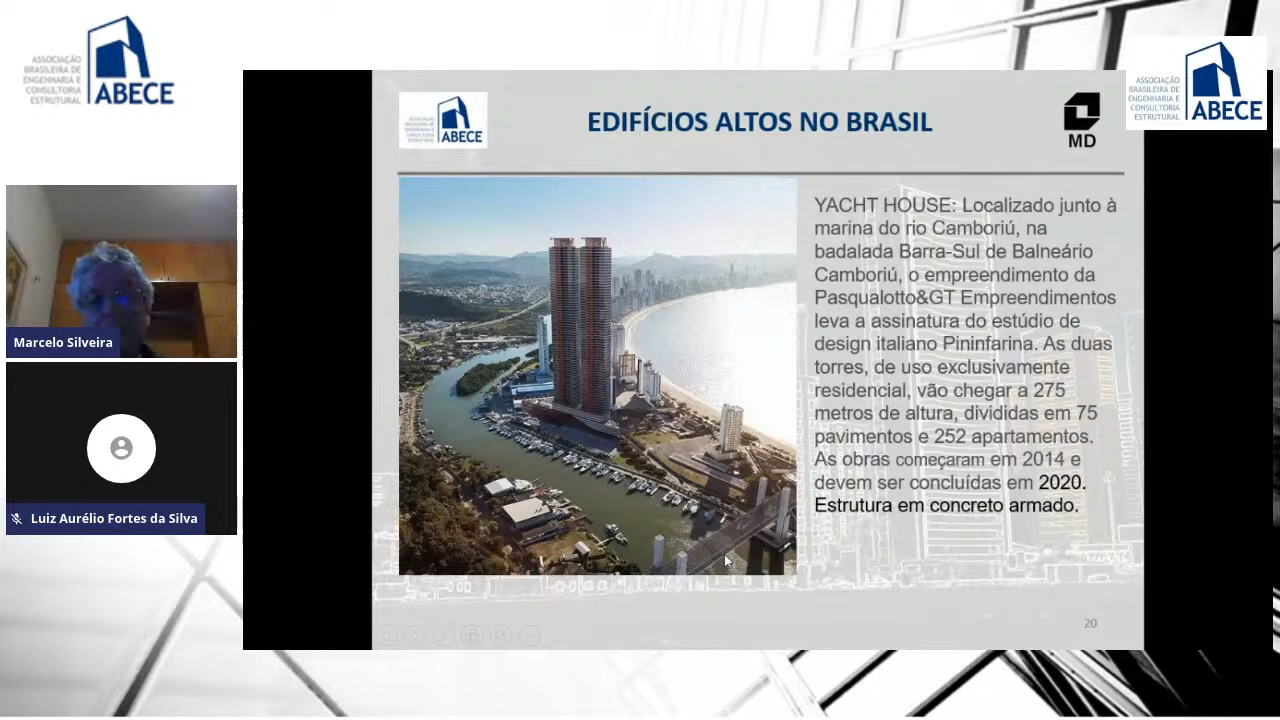 ASSOCIAÇÃO
BRASILEIRA DE
ENGENHARIA E
CONSULTORIA
ESTRUTURAL
ABECE
ASSOCIAÇÃO
BRASILEIRA DE
ENGENHARIA E
CONSULTORIA
ESTRUTURAL
ABECE
ABECE
EDIFÍCIOS ALTOS NO BRASIL
MD
YACHT HOUSE: Localizado junto à
marina do rio Camboriú, na
badalada Barra-Sul de Balneário
Camboriú, o empreendimento da
Pasqualotto&GT Empreendimentos
leva a assinatura do estúdio de
design italiano Pininfarina. As duas
torres, de uso exclusivamente
residencial, vão chegar a 275
metros de altura, divididas em 75
pavimentos e 252 apartamentos.
As obras começaram em 2014 e
devem ser concluídas em 2020.
Estrutura em concreto armado.
20
Marcelo Silveira
Luiz Aurélio Fortes da Silva